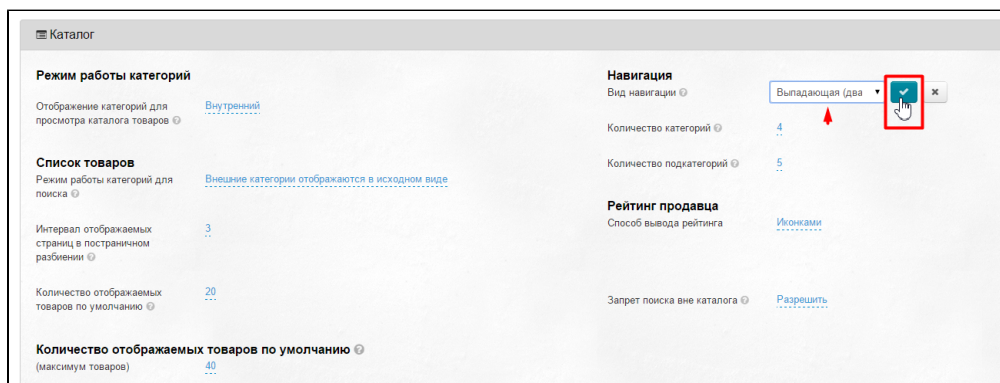 Каталог
Режим работы категорий
Отображение категорий для
просмотра каталога товаров
Внутренний
Список товаров
Режим работы категорий для
поиска
Внешние категории отображаются в исходном виде
Интервал отображаемых
страниц в постраничном
разбиении
3
Количество отображаемых
товаров по умолчанию
20
Количество отображаемых товаров по умолчанию
(максимум товаров)
40
Навигация
Вид навигации
Выпадающая (два
Количество категорий
4
Количество подкатегорий
5
Рейтинг продавца
Способ вывода рейтинга
Иконками
Запрет поиска вне каталога
Разрешить